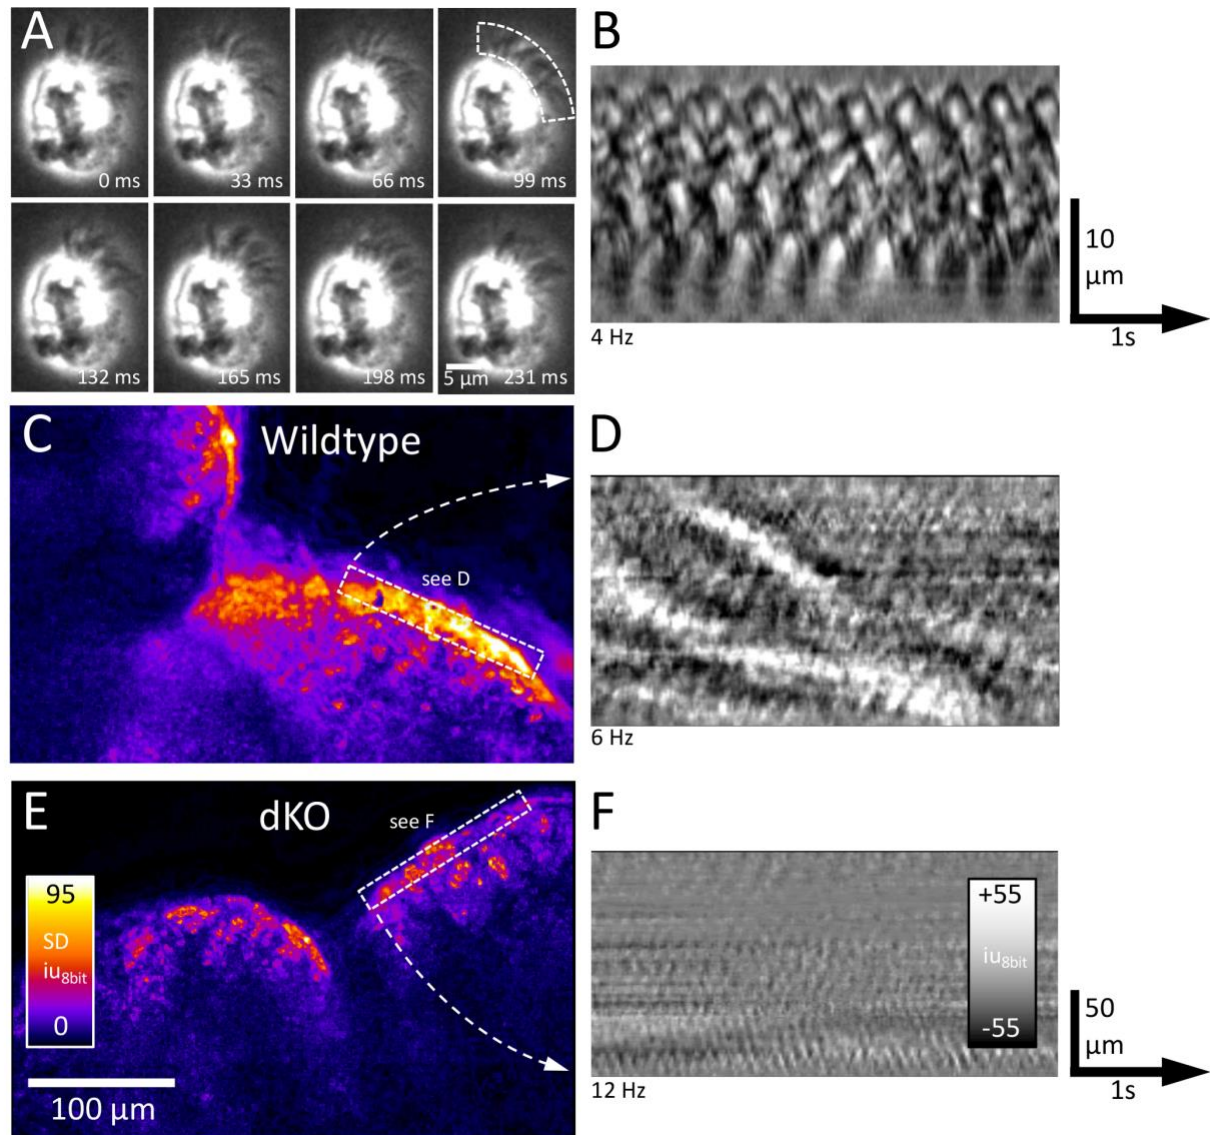 A
0 ms
33 ms
66 ms
99 ms
132 ms
165 ms
198 ms
5 μm
231 ms
B
10
μm
1s
4 Hz
C
Wildtype
see D
D
6 Hz
E
dKO
see F
95
SD
iu8bit
0
100 μm
F
+55
iu8bit
-55
50
μm
1s
12 Hz